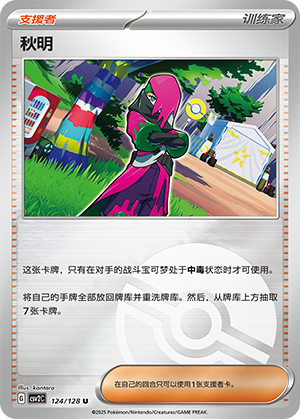 支援者
训练家
秋明
这张卡牌，只有在对手的战斗宝可梦处于中毒状态时才可使用。
将自己的手牌全部放回牌库并重洗牌库。然后，从牌库上方抽取
7张卡牌。
Illus. kantaro
在自己的回合只可以使用1张支援者卡。
G CSV2C 124/128 U
©2025 Pokémon/Nintendo/Creatures/GAME FREAK.